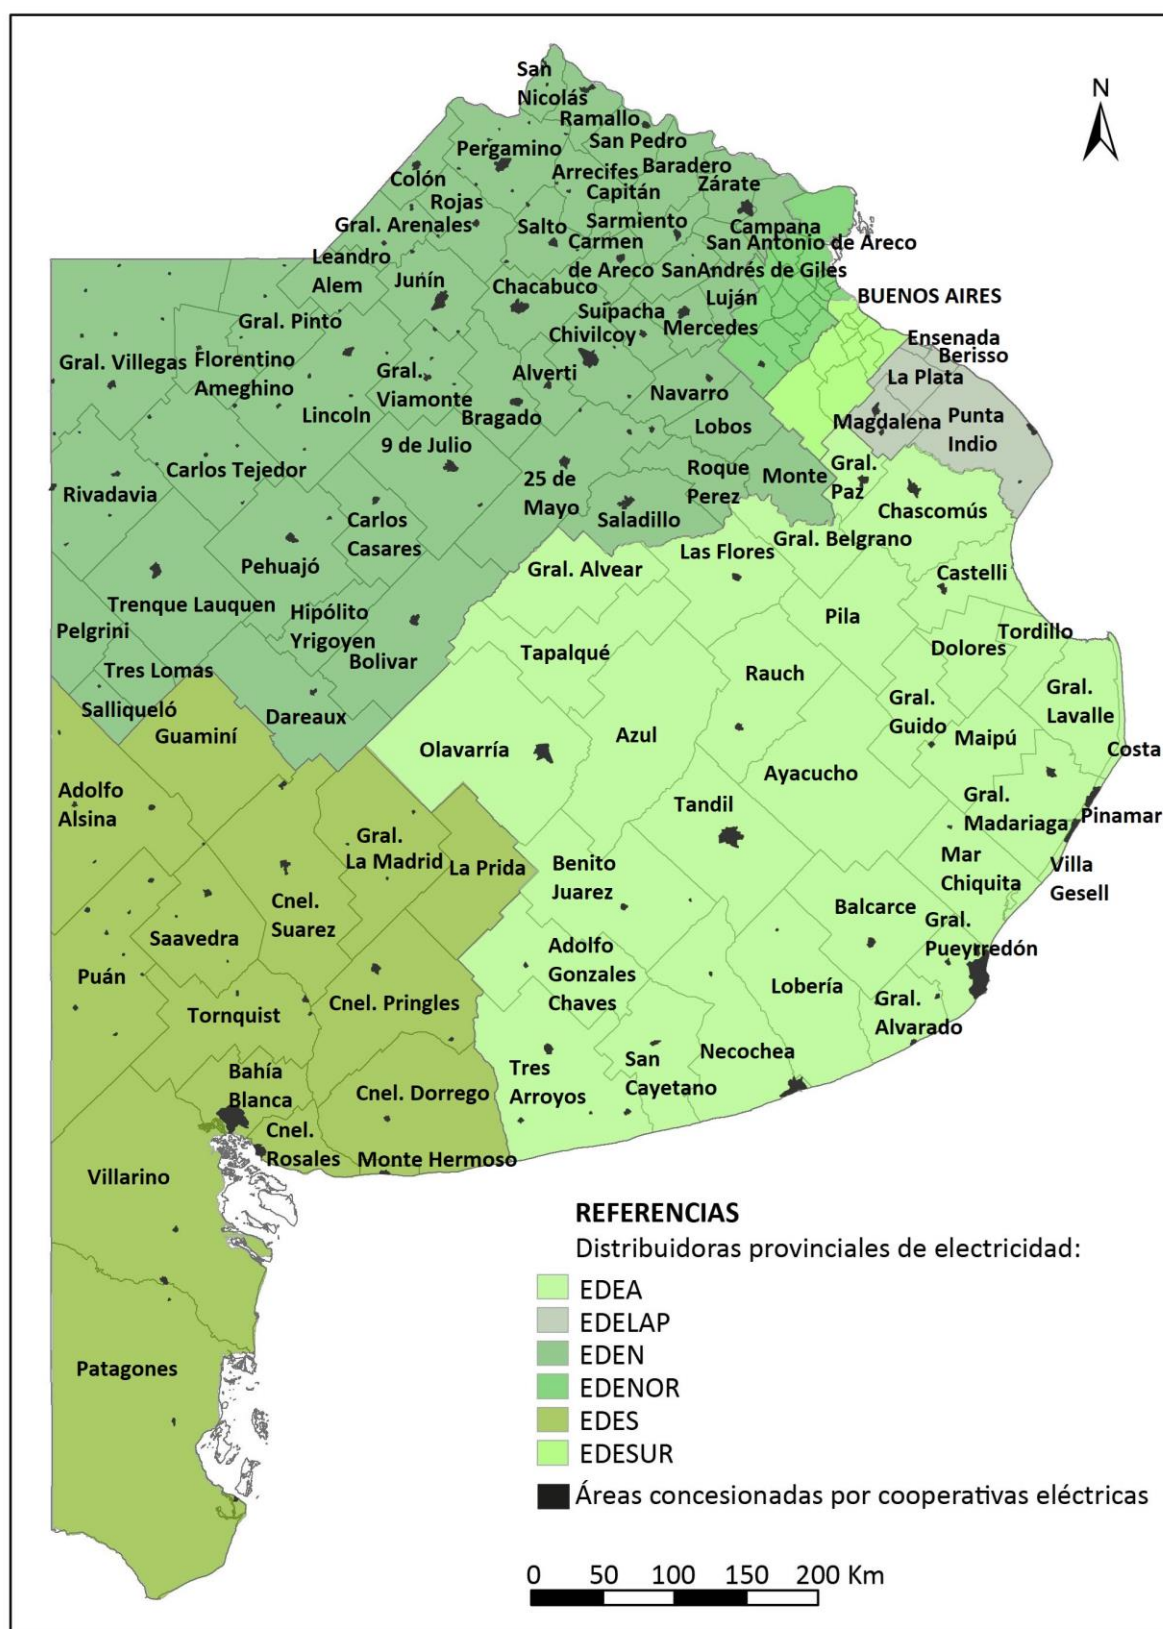 San
Nicolás
N
Ramallo
San Pedro
Pergamino
Baradero
Arrecifes
Colón
Capitán
Zárate
Rojas
Gral. Arenales
Salto
Sarmiento
Campana
Carmen
San Antonio de Areco
Leandro
Alem
Junín
de Areco
SanAndrés de Giles
Chacabuco
Luján
BUENOS AIRES
Suipacha
Gral. Pinto
Chivilcoy
Mercedes
Ensenada
Berisso
Gral. Villegas
Florentino
Ameghino
Gral.
Viamonte
Alverti
La Plata
Navarro
Lincoln
Bragado
Magdalena
Punta
Indio
9 de Julio
Lobos
Carlos Tejedor
Gral.
Paz
Rivadavia
25 de
Mayo
Roque
Perez
Monte
Chascomús
Carlos
Casares
Saladillo
Gral. Belgrano
Las Flores
Pehuajó
Gral. Alvear
Castelli
Trenque Lauquen
Hipólito
Yrigoyen
Pila
Pelgrini
Tordillo
Bolivar
Tapalqué
Dolores
Tres Lomas
Rauch
Salliqueló
Dareaux
Gral.
Guido
Gral.
Lavalle
Guaminí
Azul
Maipú
Olavarría
Costa
Ayacucho
Adolfo
Alsina
Tandil
Gral.
Madariaga
Pinamar
Gral.
La Madrid
La Prida
Benito
Juarez
Mar
Chiquita
Villa
Gesell
Cnel.
Suarez
Balcarce
Gral.
Pueyrredón
Saavedra
Adolfo
Gonzales
Chaves
Puán
Lobería
Cnel. Pringles
Gral.
Alvarado
Tornquist
Necochea
San
Cayetano
Tres
Arroyos
Bahía
Blanca
Cnel. Dorrego
Cnel.
Rosales
Monte Hermoso
Villarino
Patagones
REFERENCIAS
Distribuidoras provinciales de electricidad:
EDEA
EDELAP
EDEN
EDENOR
EDES
EDESUR
Áreas concesionadas por cooperativas eléctricas
0 50 100 150 200 Km